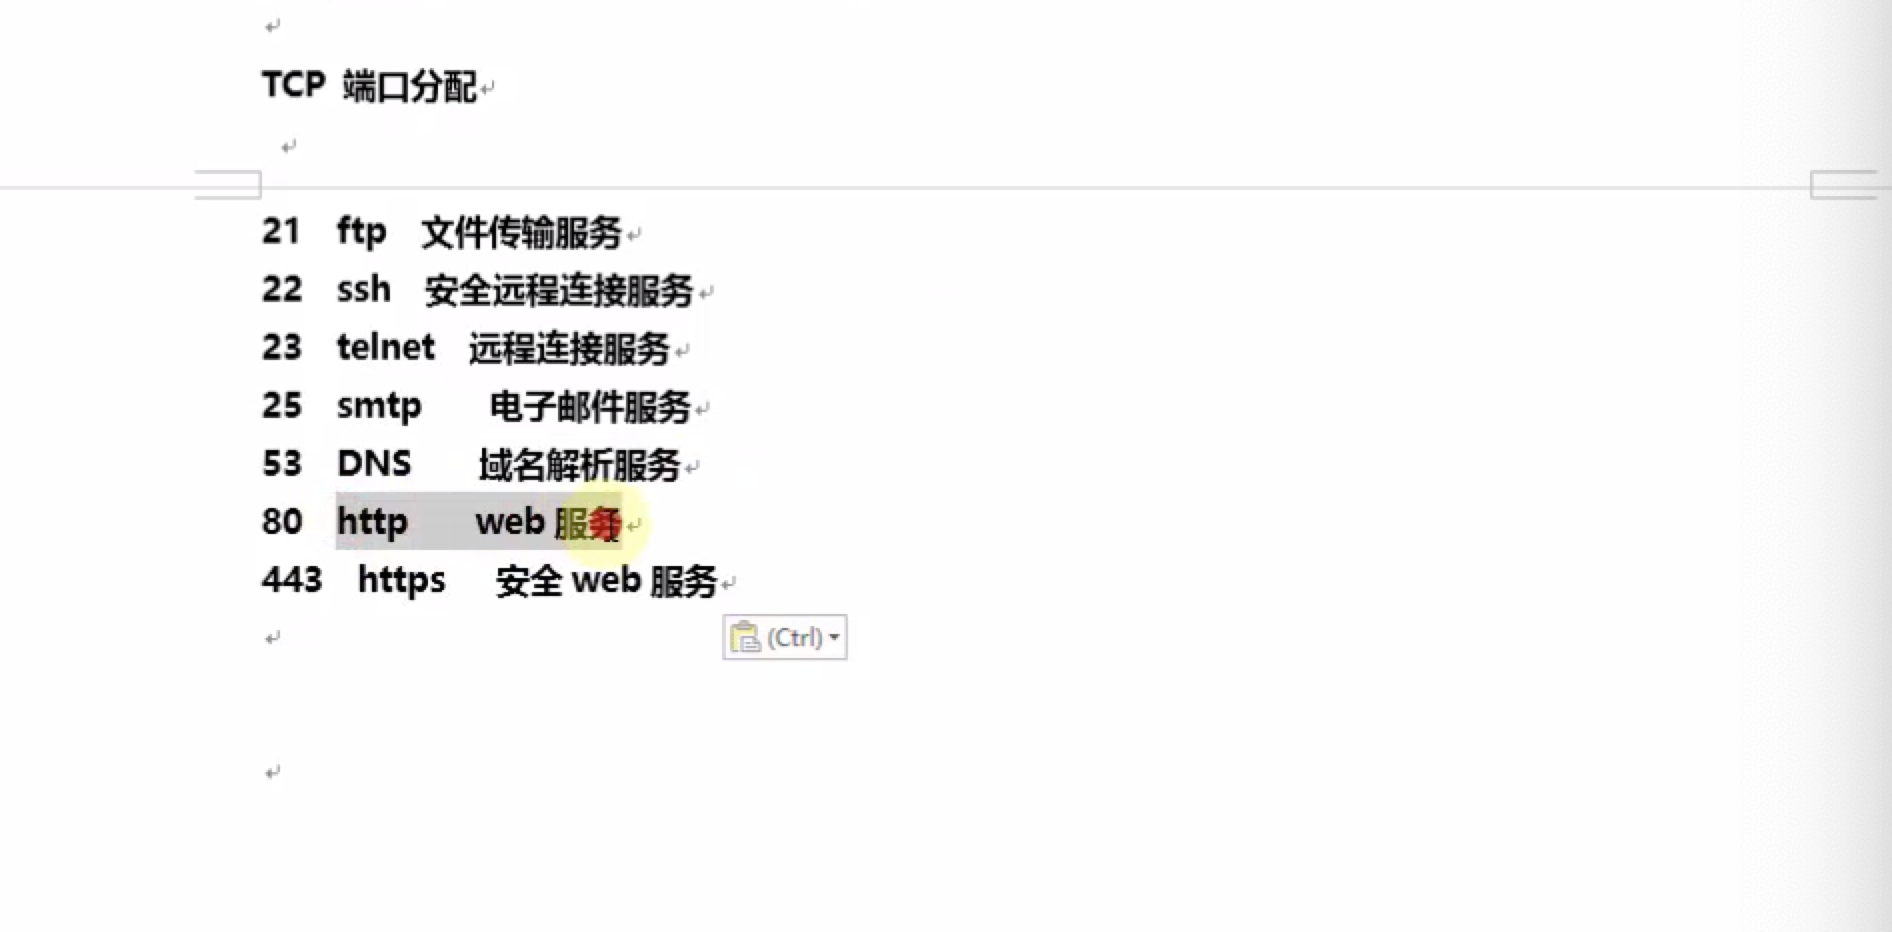 TCP 端口分配
21 ftp 文件传输服务
22 ssh 安全远程连接服务
23 telnet 远程连接服务
25 smtp 电子邮件服务
53 DNS 域名解析服务
80 http web 服务
443 https 安全 web 服务
(Ctrl)